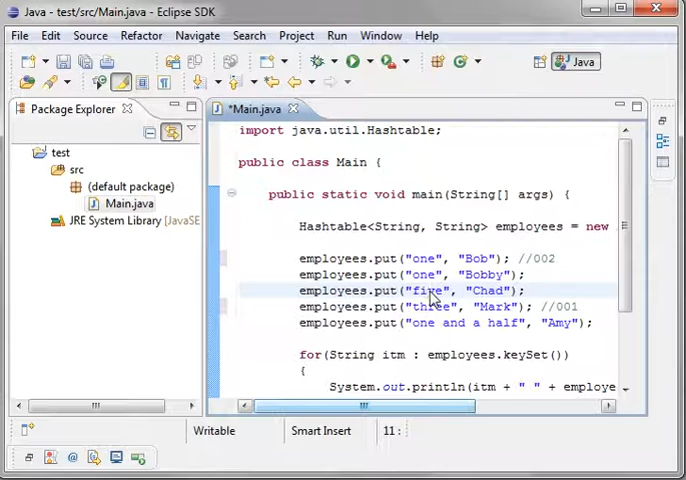 Java - test/src/Main.java - Eclipse SDK
File Edit Source Refactor Navigate Search Project Run Window Help
Java
Package Explorer
*Main.java
test
src
(default package)
Main.java
JRE System Library [JavaSE
import java.util.Hashtable;
public class Main {
public static void main(String[] args) {
Hashtable<String, String> employees = new
employees.put("one", "Bob"); //002
employees.put("one", "Bobby");
employees.put("five", "Chad");
employees.put("three", "Mark"); //001
employees.put("one and a half", "Amy");
for(String itm : employees.keySet())
{
System.out.println(itm + " " + employe
Writable Smart Insert 11 :